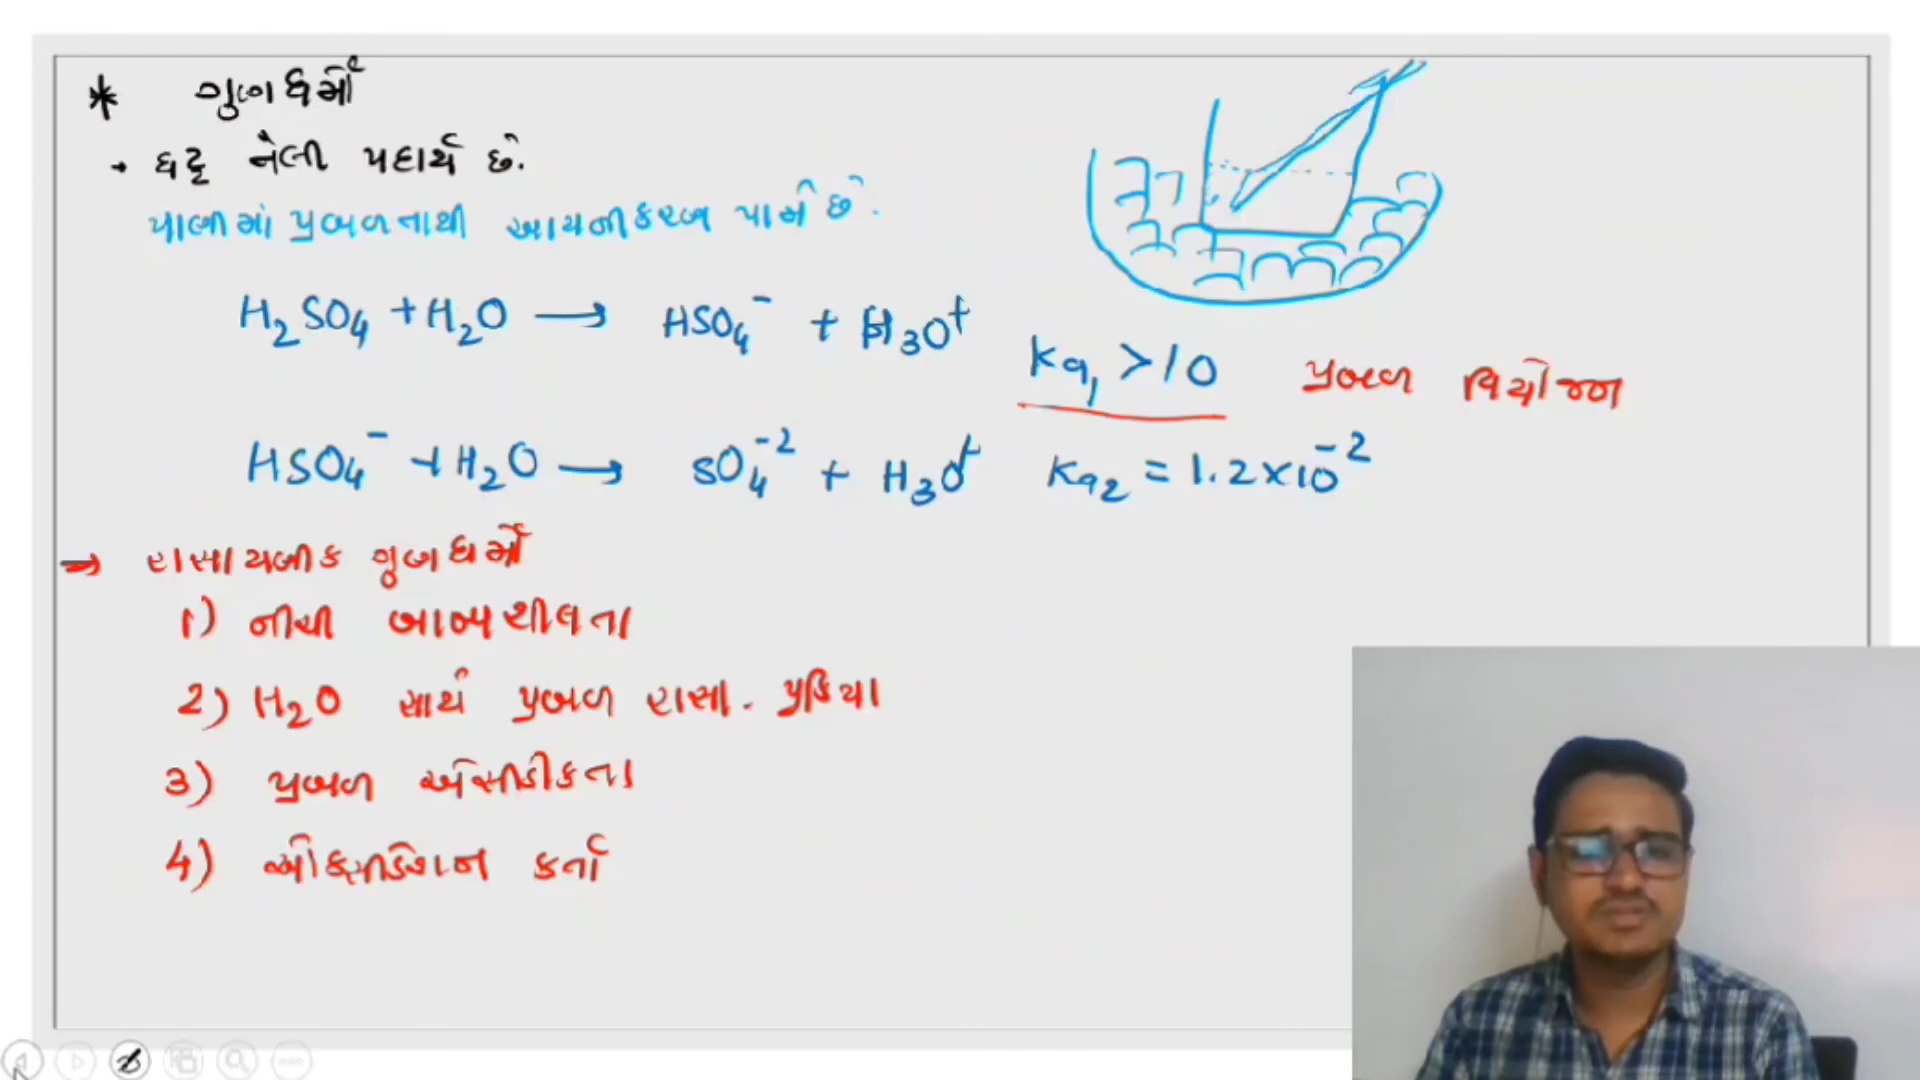 * ગુણધર્મો
→ ઘટ્ટ તૈલી પદાર્થ છે.
પાણીમાં પ્રબળતાથી આયનીકરણ પામે છે.
H₂SO₄ + H₂O → HSO₄⁻ + H₃O⁺
Ka₁ > 10 પ્રબળ વિયોજન
HSO₄⁻ + H₂O → SO₄⁻² + H₃O⁺ Ka₂ = 1.2 × 10⁻²
→ રાસાયણીક ગુણધર્મો
૧) નીચી બાષ્પશીલતા
2) H₂O સાથે પ્રબળ રાસા. પ્રક્રિયા
3) પ્રબળ એસીડીકતા
4) ઓક્સીડેશન કર્તા